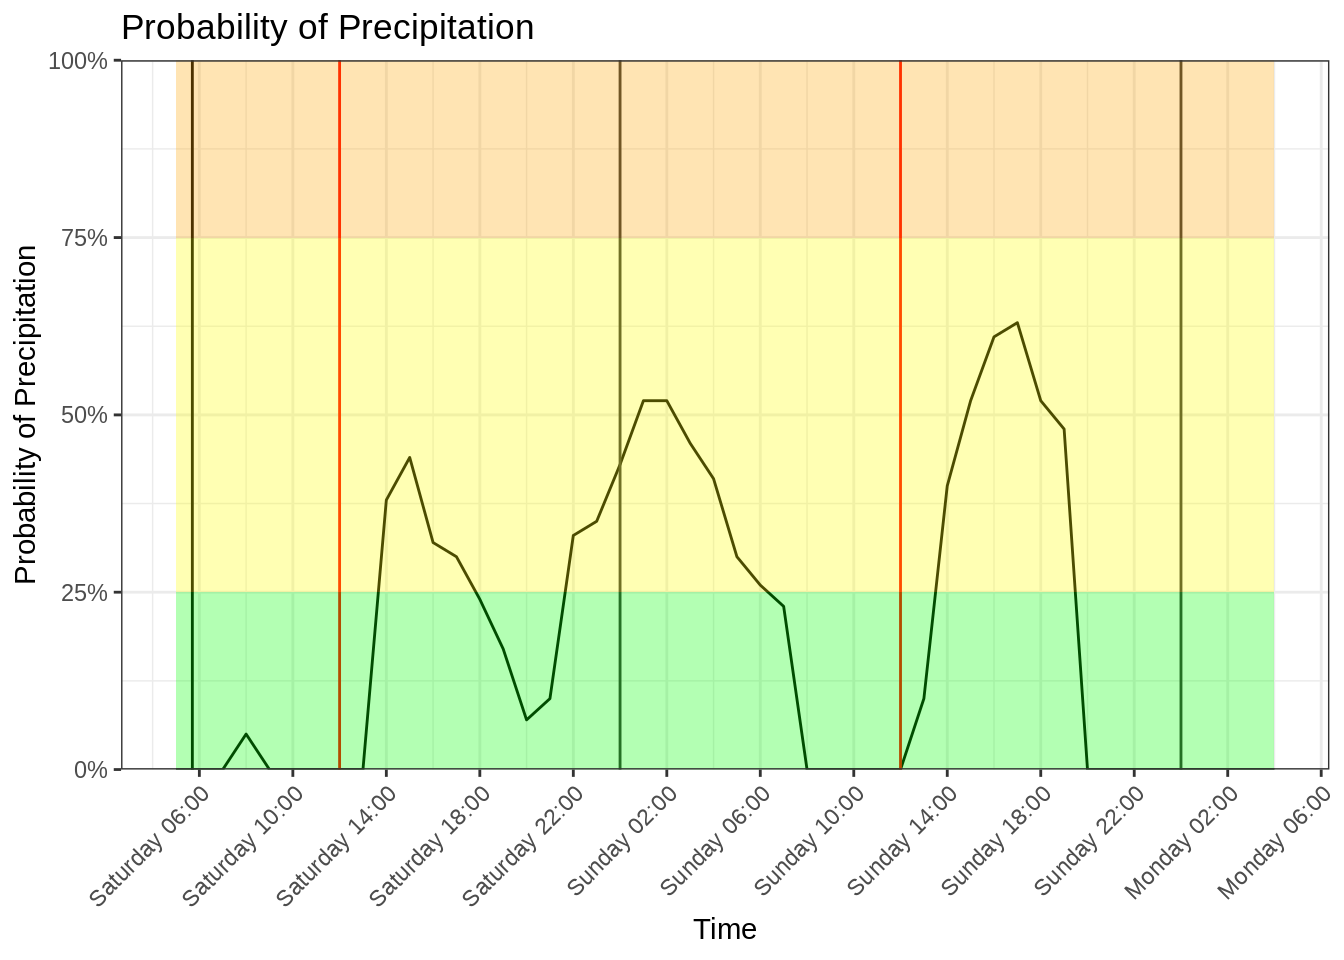 Probability of Precipitation
Probability of Precipitation
100%
75%
50%
25%
0%
Saturday 06:00
Saturday 10:00
Saturday 14:00
Saturday 18:00
Saturday 22:00
Sunday 02:00
Sunday 06:00
Sunday 10:00
Sunday 14:00
Sunday 18:00
Sunday 22:00
Monday 02:00
Monday 06:00
Time